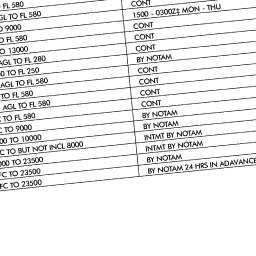 FL 580
GL TO FL 580 CONT
O 9000 1500 - 0300Z‡ MON - THU
O FL 580 CONT
O 13000 CONT
AGL TO FL 280 CONT
0 TO FL 250 BY NOTAM
AGL TO FL 580 CONT
TO FL 580 CONT
AGL TO FL 580 CONT
TO FL 580 CONT
C TO 9000 BY NOTAM
00 TO 10000 BY NOTAM
C TO BUT NOT INCL 8000 INTMT BY NOTAM
000 TO 23500 INTMT BY NOTAM
FC TO 23500 BY NOTAM
FC TO 23500 BY NOTAM 24 HRS IN ADAVANCE